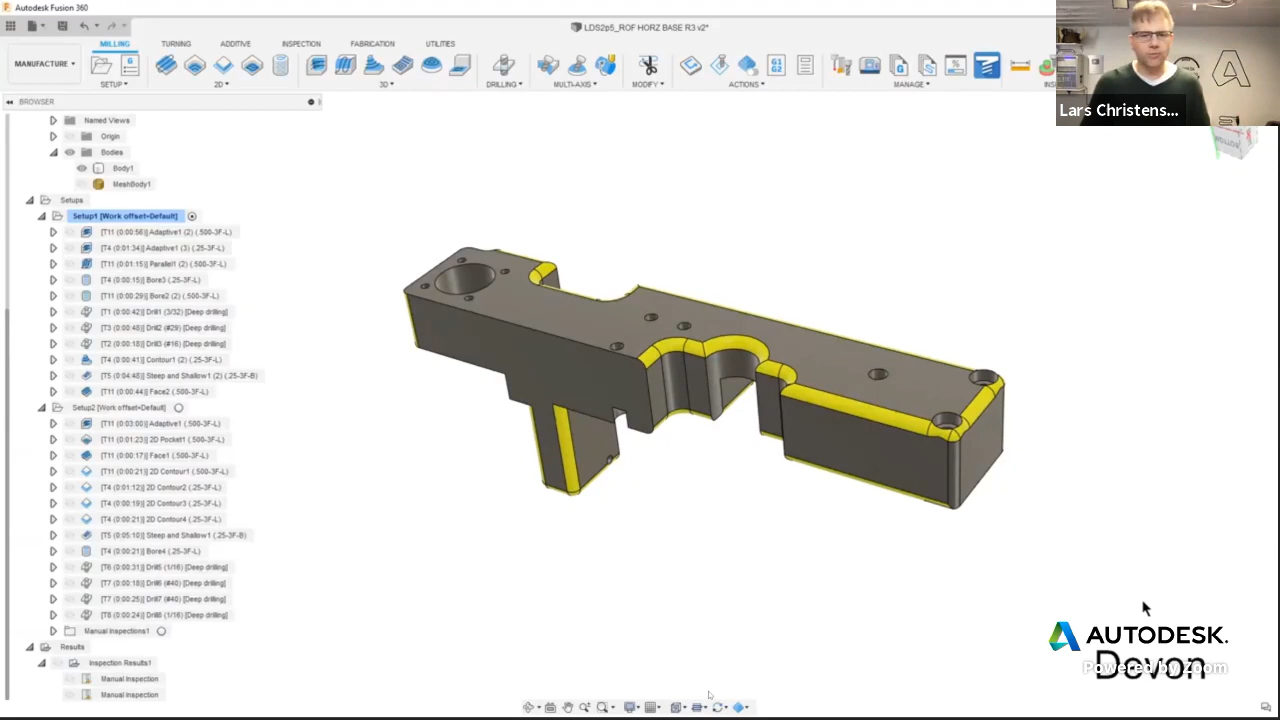 Autodesk Fusion 360
LDS2p5_ROF HORZ BASE R3 v2*
MILLING TURNING ADDITIVE INSPECTION FABRICATION UTILITIES
MANUFACTURE
G
G1
G2
SETUP 2D 3D DRILLING MULTI-AXIS MODIFY ACTIONS MANAGE
Lars Christens...
BROWSER
Named Views
Origin
Bodies
Body1
MeshBody1
Setups
Setup1 [Work offset=Default]
[T11 (0:00:56)] Adaptive1 (2) (.500-3F-L)
[T4 (0:01:34)] Adaptive1 (3) (.25-3F-L)
[T11 (0:01:15)] Parallel1 (2) (.500-3F-L)
[T4 (0:00:15)] Bore3 (.25-3F-L)
[T11 (0:00:29)] Bore2 (2) (.500-3F-L)
[T1 (0:00:42)] Drill1 (3/32) [Deep drilling]
[T3 (0:00:48)] Drill2 (#29) [Deep drilling]
[T2 (0:00:18)] Drill3 (#16) [Deep drilling]
[T4 (0:00:41)] Contour1 (2) (.25-3F-L)
[T5 (0:04:48)] Steep and Shallow1 (2) (.25-3F-B)
[T11 (0:00:44)] Face2 (.500-3F-L)
Setup2 [Work offset=Default]
[T11 (0:03:00)] Adaptive1 (.500-3F-L)
[T11 (0:01:23)] 2D Pocket1 (.500-3F-L)
[T11 (0:00:17)] Face1 (.500-3F-L)
[T11 (0:00:21)] 2D Contour1 (.500-3F-L)
[T4 (0:01:12)] 2D Contour2 (.25-3F-L)
[T4 (0:00:19)] 2D Contour3 (.25-3F-L)
[T4 (0:00:21)] 2D Contour4 (.25-3F-L)
[T5 (0:05:10)] Steep and Shallow1 (.25-3F-B)
[T4 (0:00:21)] Bore4 (.25-3F-L)
[T6 (0:00:31)] Drill5 (1/16) [Deep drilling]
[T7 (0:00:18)] Drill6 (#40) [Deep drilling]
[T7 (0:00:25)] Drill7 (#40) [Deep drilling]
[T8 (0:00:24)] Drill8 (1/16) [Deep drilling]
Manual Inspections1
Results
Inspection Results1
Manual Inspection
Manual Inspection
AUTODESK.
Devon
Powered by Zoom